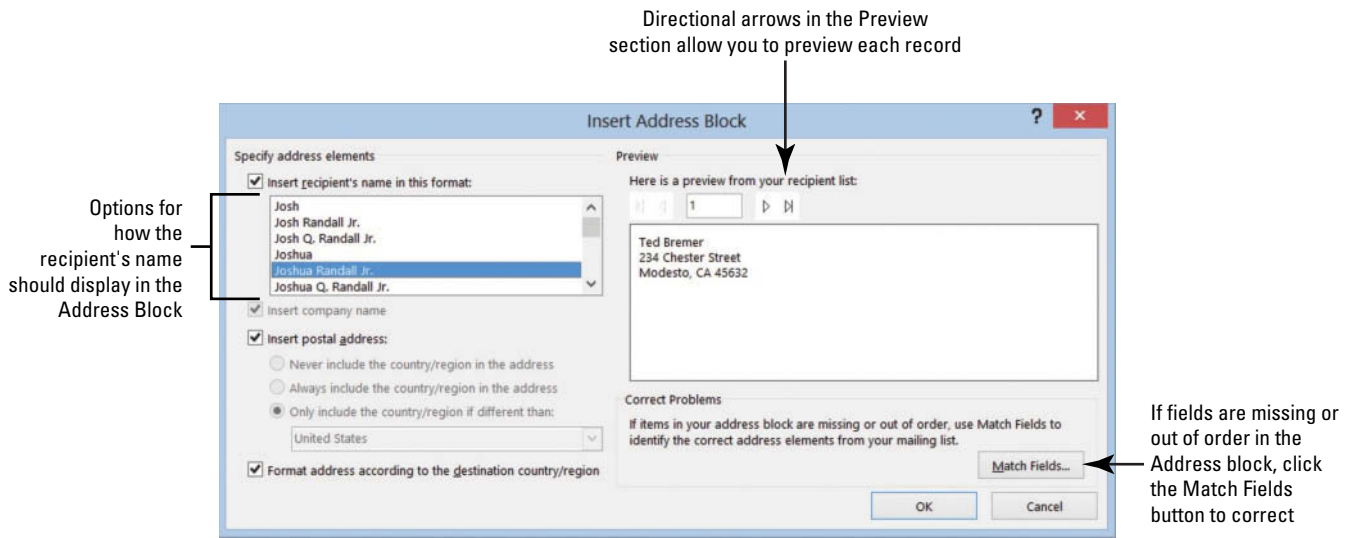 Directional arrows in the Preview
section allow you to preview each record
Insert Address Block
?
Specify address elements
Insert recipient's name in this format:
Josh
Josh Randall Jr.
Josh Q. Randall Jr.
Joshua
Joshua Randall Jr.
Joshua Q. Randall Jr.
Insert company name
Insert postal address:
Never include the country/region in the address
Always include the country/region in the address
Only include the country/region if different than:
United States
Format address according to the destination country/region
Preview
Here is a preview from your recipient list:
1
Ted Bremer
234 Chester Street
Modesto, CA 45632
Correct Problems
If items in your address block are missing or out of order, use Match Fields to
identify the correct address elements from your mailing list.
Match Fields...
OK
Cancel
Options for
how the
recipient's name
should display in the
Address Block
If fields are missing or
out of order in the
Address block, click
the Match Fields
button to correct